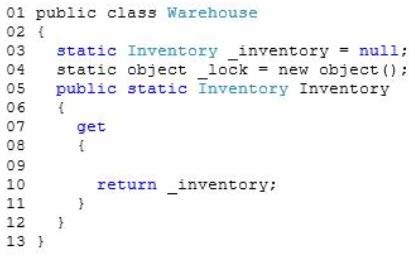 01 public class Warehouse
02 {
03   static Inventory _inventory = null;
04   static object _lock = new object();
05   public static Inventory Inventory
06   {
07     get
08     {
09
10       return _inventory;
11     }
12   }
13 }